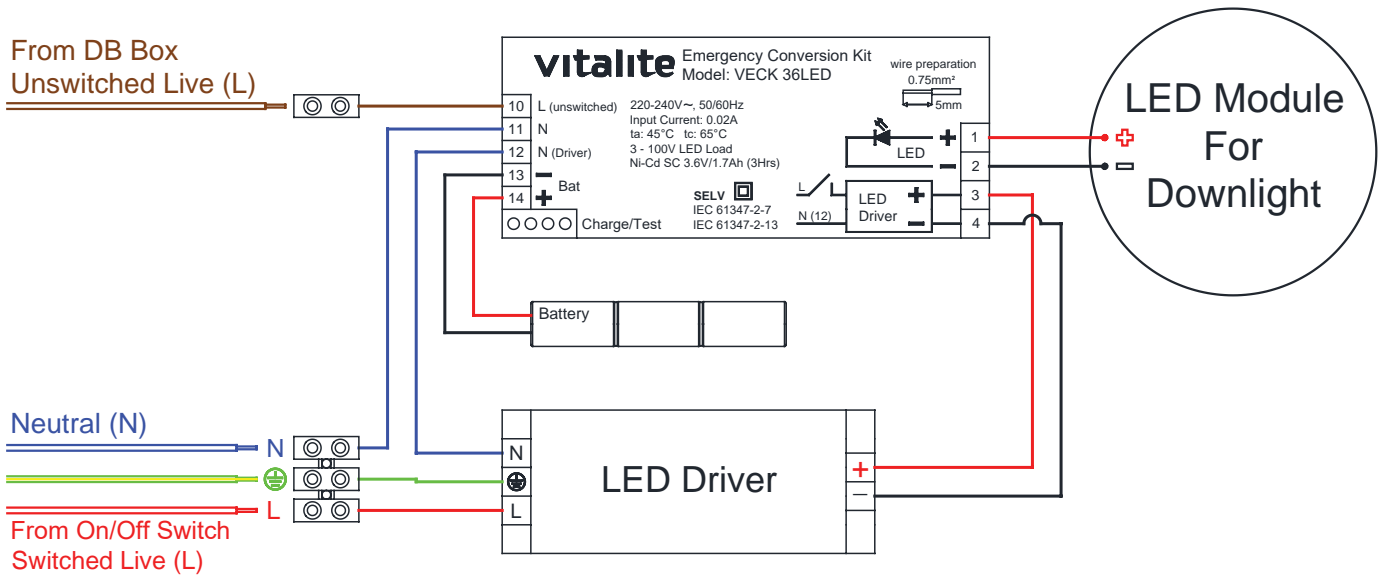 From DB Box
Unswitched Live (L)
vitalite Emergency Conversion Kit
Model: VECK 36LED
wire preparation
0.75mm²
5mm
10 L (unswitched)
11 N
12 N (Driver)
13 −
14 + Bat
Charge/Test
220-240V~, 50/60Hz
Input Current: 0.02A
ta: 45°C tc: 65°C
3 - 100V LED Load
Ni-Cd SC 3.6V/1.7Ah (3Hrs)
SELV
IEC 61347-2-7
IEC 61347-2-13
LED
+ 1
− 2
L
N (12)
LED
Driver
+ 3
− 4
LED Module
For
Downlight
+
−
Battery
Neutral (N)
N
L
From On/Off Switch
Switched Live (L)
N
L
LED Driver
+
−